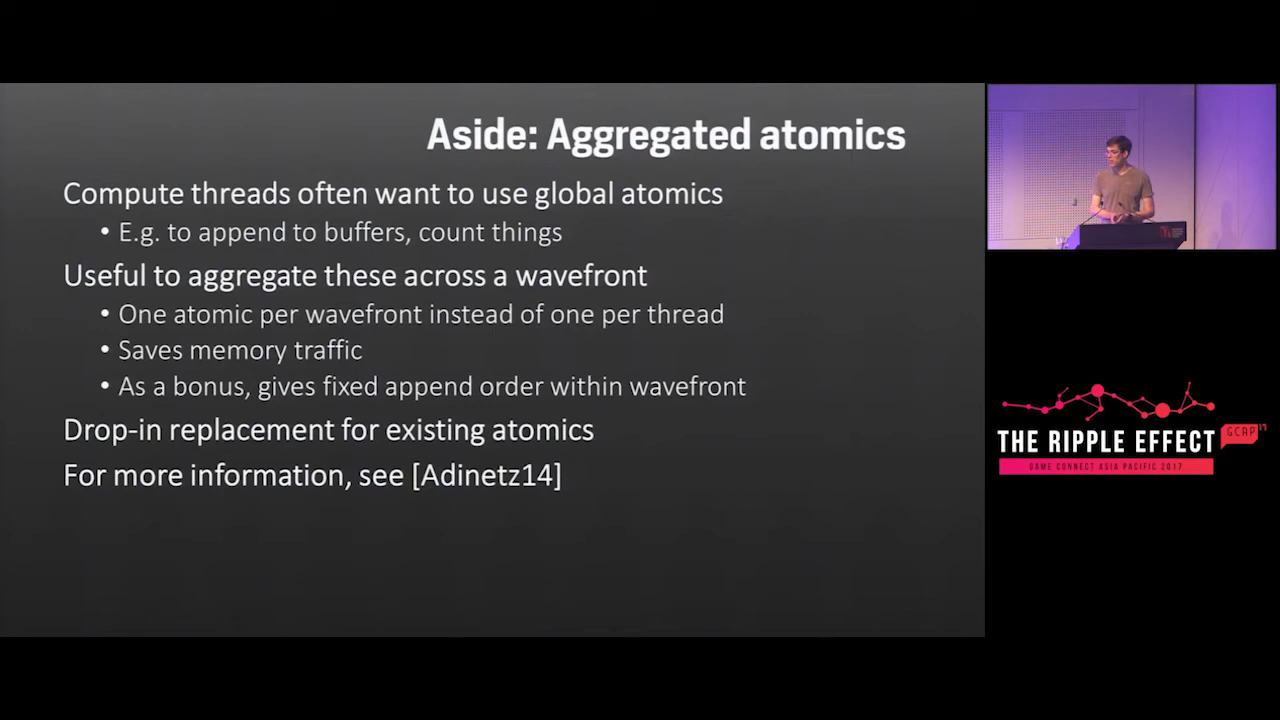 Aside: Aggregated atomics
Compute threads often want to use global atomics
• E.g. to append to buffers, count things
Useful to aggregate these across a wavefront
• One atomic per wavefront instead of one per thread
• Saves memory traffic
• As a bonus, gives fixed append order within wavefront
Drop-in replacement for existing atomics
For more information, see [Adinetz14]
THE RIPPLE EFFECT
GCAP'17
GAME CONNECT ASIA PACIFIC 2017